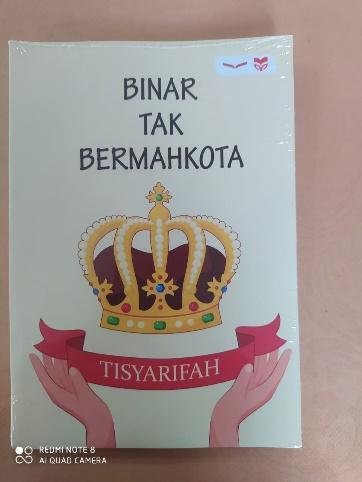 BINAR
TAK
BERMAHKOTA
TISYARIFAH
REDMI NOTE 8
AI QUAD CAMERA